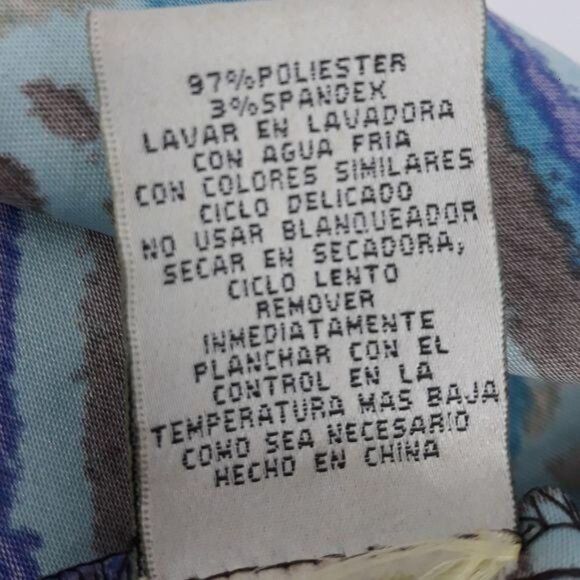 97%POLIESTER
3%SPANDEX
LAVAR EN LAVADORA
CON AGUA FRIA
CON COLORES SIMILARES
CICLO DELICADO
NO USAR BLANQUEADOR
SECAR EN SECADORA,
CICLO LENTO
REMOVER
INMEDIATAMENTE
PLANCHAR CON EL
CONTROL EN LA
TEMPERATURA MAS BAJA
COMO SEA NECESARIO
HECHO EN CHINA